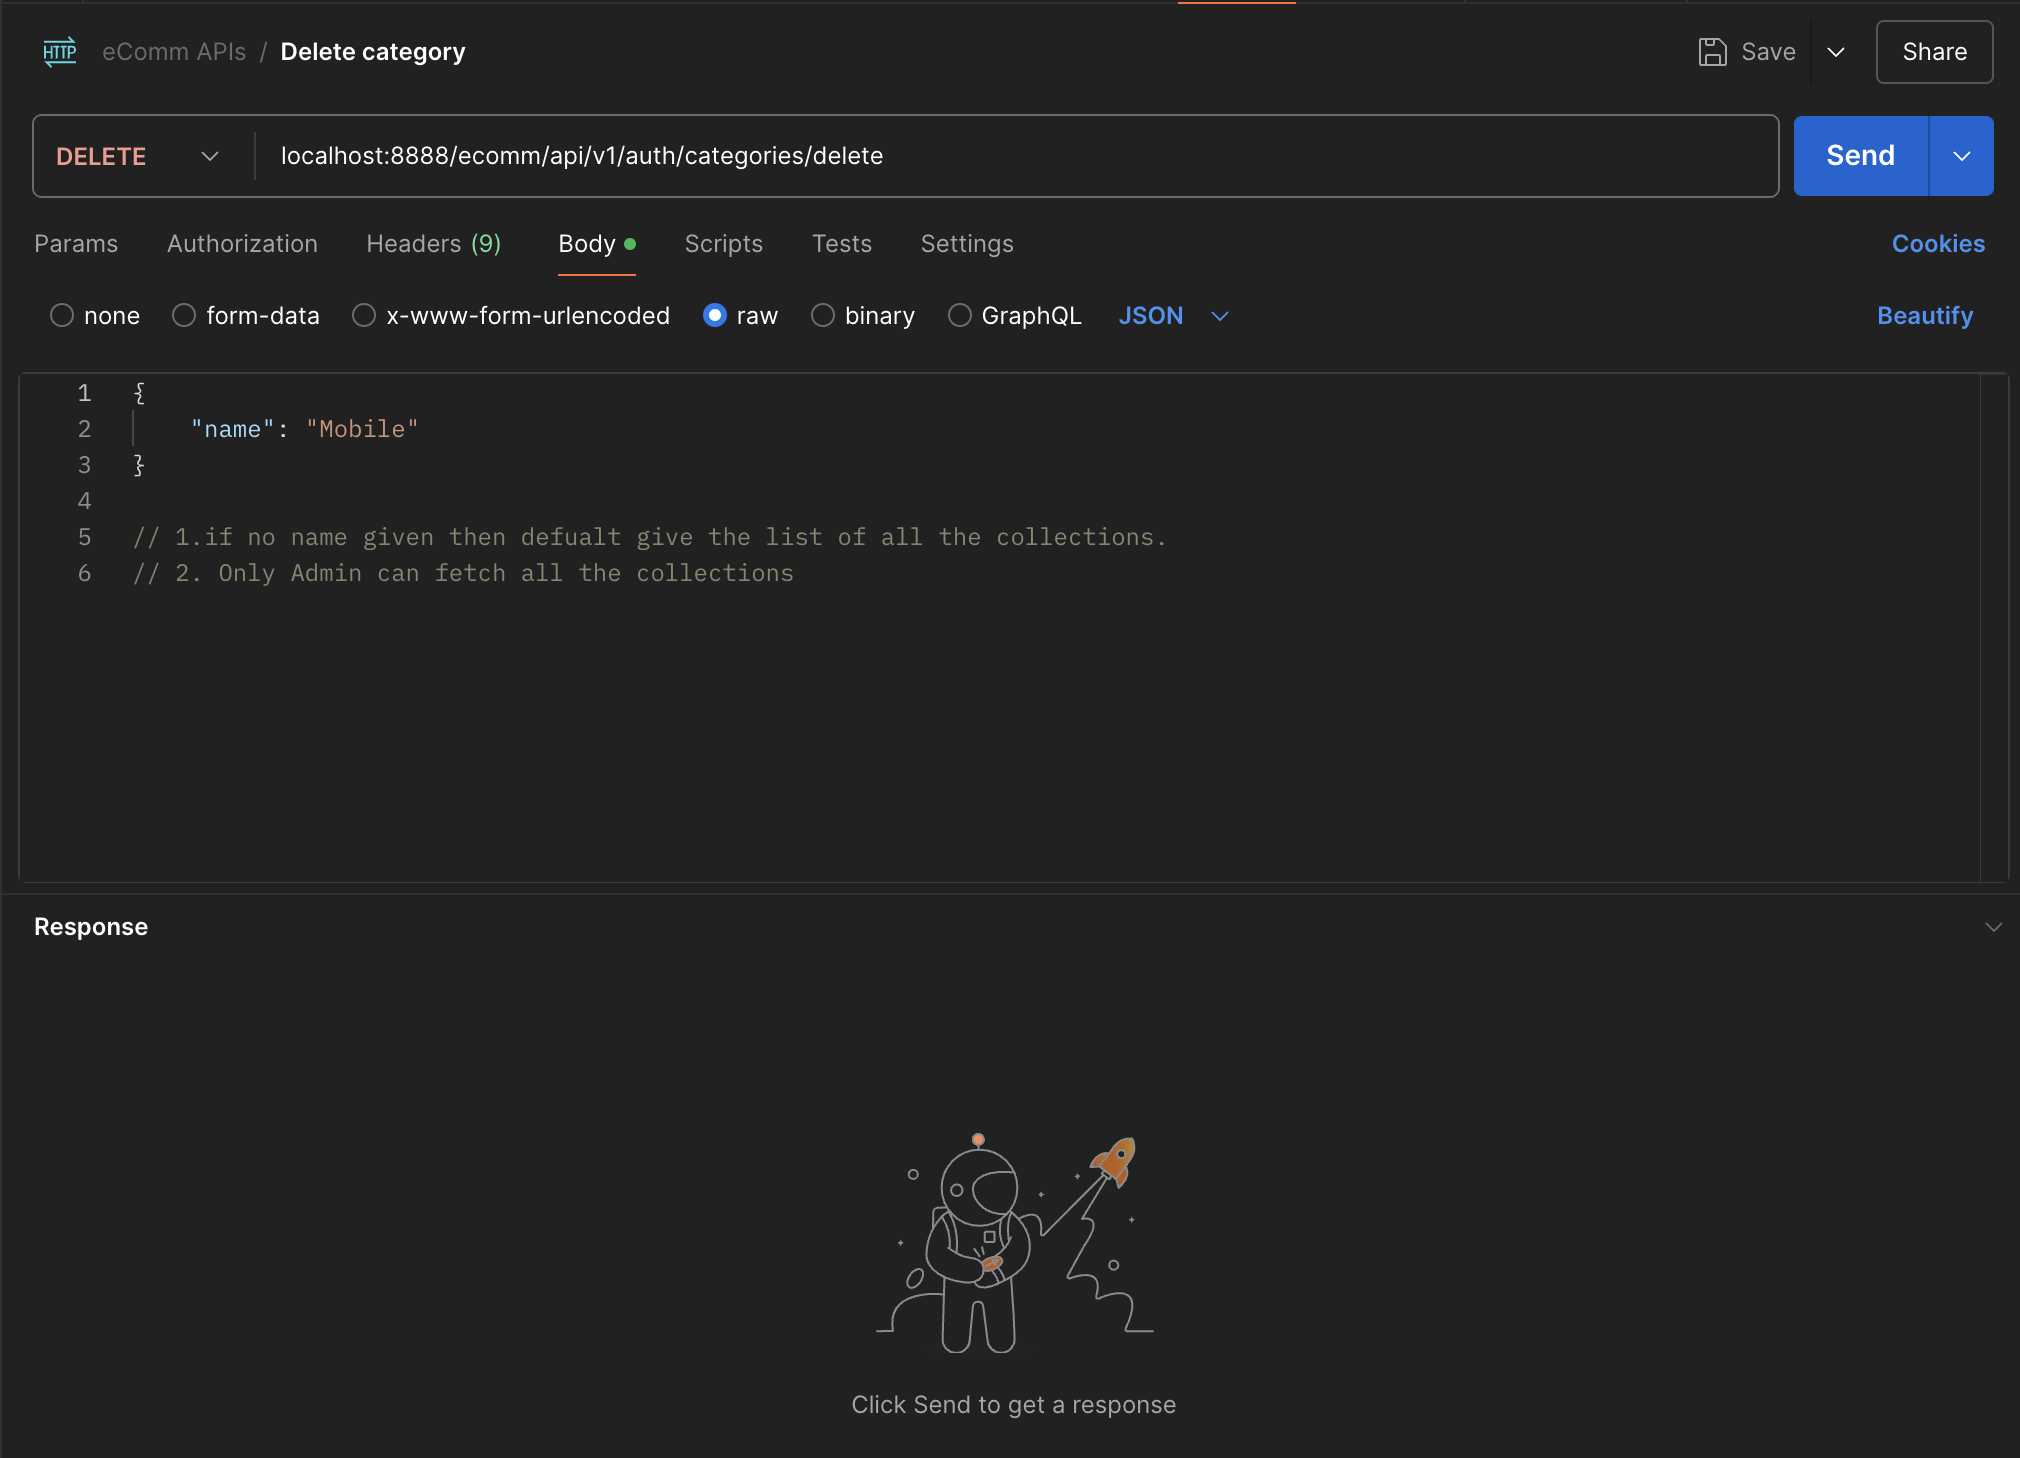 HTTP eComm APIs / Delete category Save Share
DELETE localhost:8888/ecomm/api/v1/auth/categories/delete Send
Params Authorization Headers (9) Body Scripts Tests Settings Cookies
none form-data x-www-form-urlencoded raw binary GraphQL JSON Beautify
1 {
2 "name": "Mobile"
3 }
4
5 // 1.if no name given then defualt give the list of all the collections.
6 // 2. Only Admin can fetch all the collections
Response
Click Send to get a response